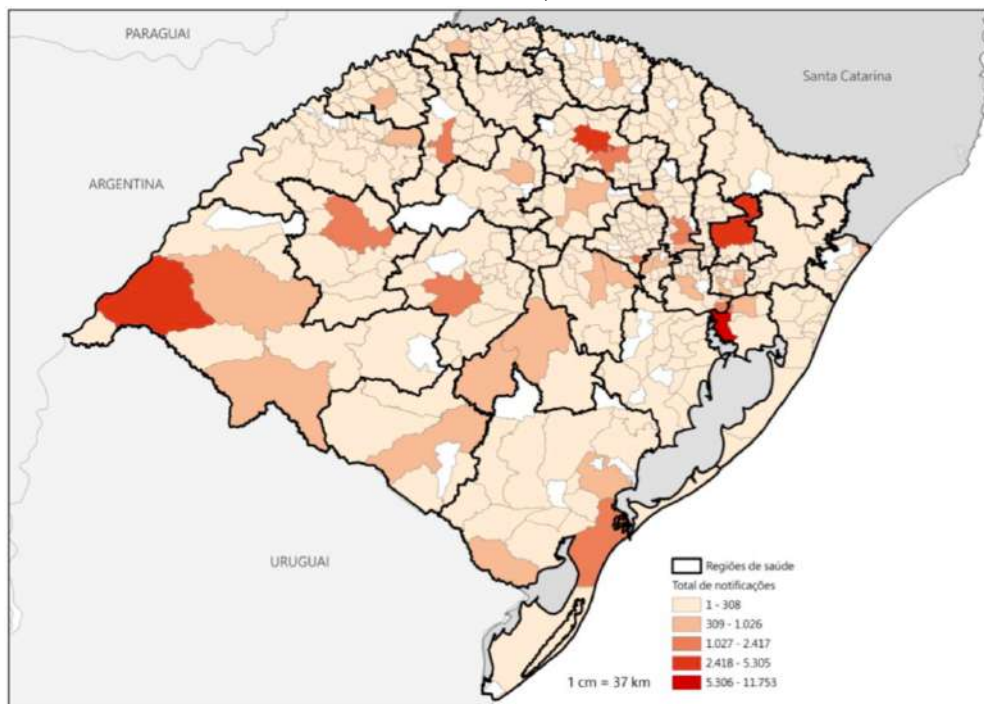 PARAGUAI
Santa Catarina
ARGENTINA
URUGUAI
Regiões de saúde
Total de notificações
1 - 308
309 - 1.026
1.027 - 2.417
2.418 - 5.305
5.306 - 11.753
1 cm = 37 km